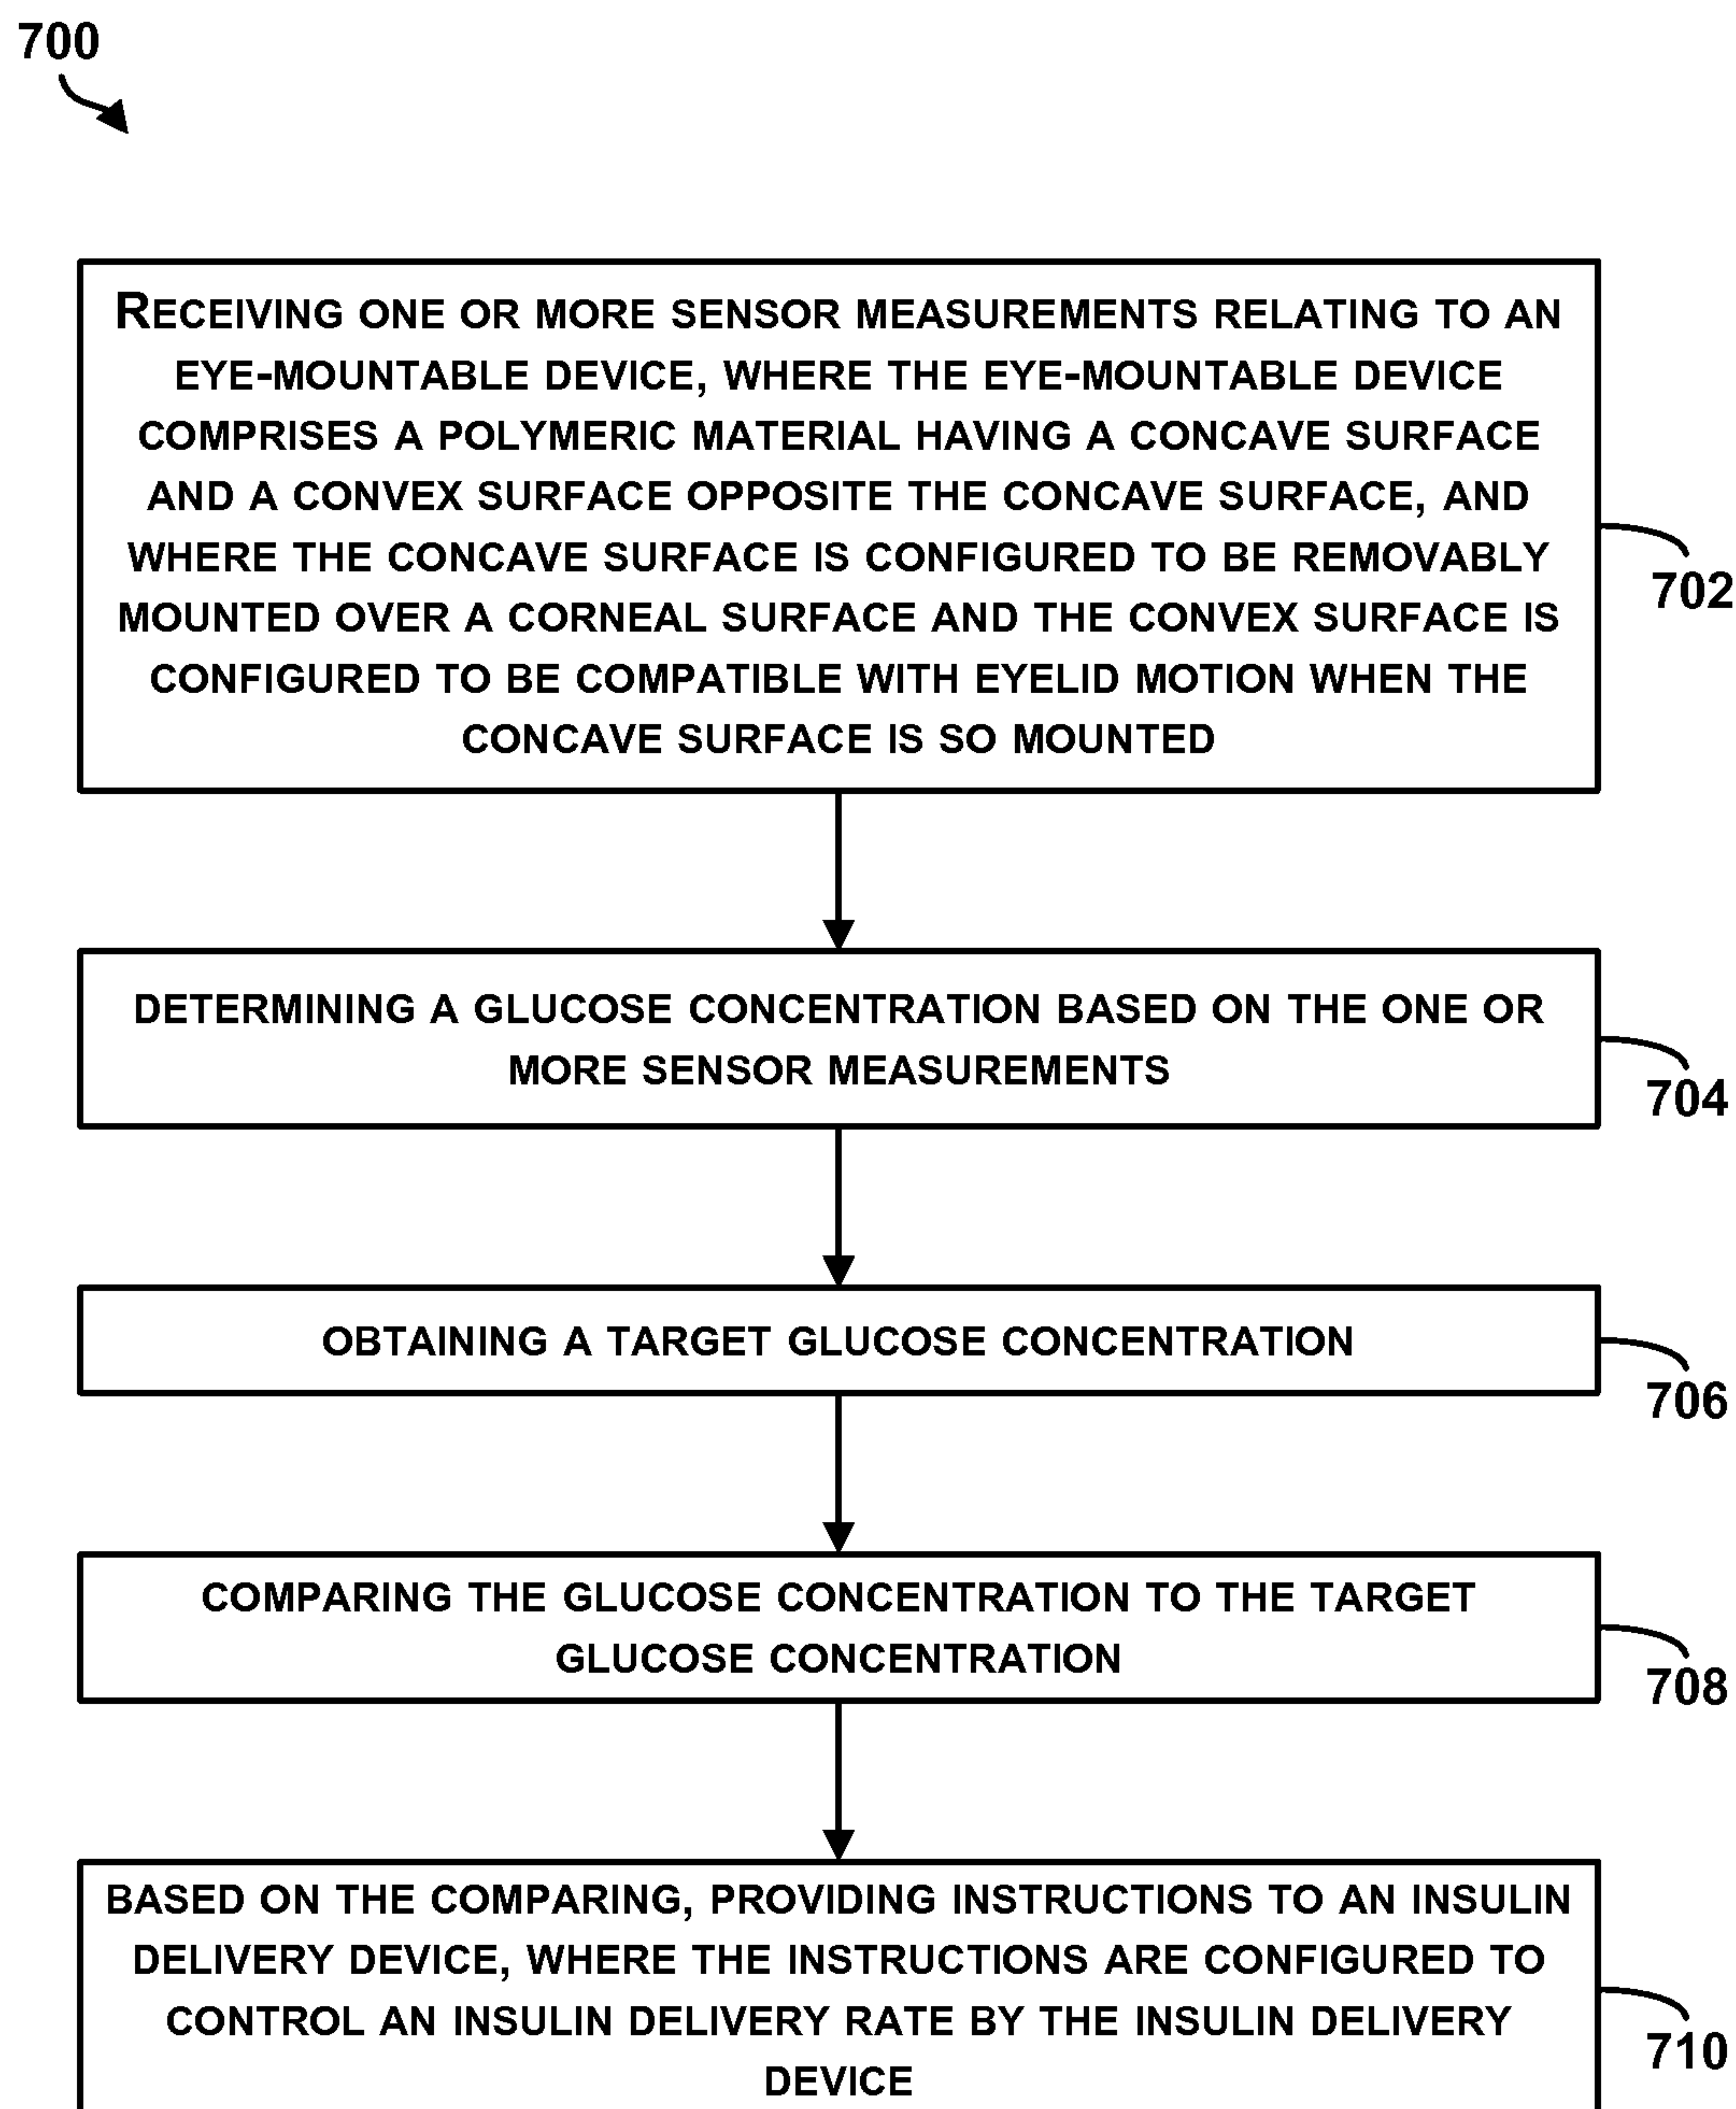 700
RECEIVING ONE OR MORE SENSOR MEASUREMENTS RELATING TO AN
EYE-MOUNTABLE DEVICE, WHERE THE EYE-MOUNTABLE DEVICE
COMPRISES A POLYMERIC MATERIAL HAVING A CONCAVE SURFACE
AND A CONVEX SURFACE OPPOSITE THE CONCAVE SURFACE, AND
WHERE THE CONCAVE SURFACE IS CONFIGURED TO BE REMOVABLY
MOUNTED OVER A CORNEAL SURFACE AND THE CONVEX SURFACE IS
CONFIGURED TO BE COMPATIBLE WITH EYELID MOTION WHEN THE
CONCAVE SURFACE IS SO MOUNTED
702
DETERMINING A GLUCOSE CONCENTRATION BASED ON THE ONE OR
MORE SENSOR MEASUREMENTS
704
OBTAINING A TARGET GLUCOSE CONCENTRATION
706
COMPARING THE GLUCOSE CONCENTRATION TO THE TARGET
GLUCOSE CONCENTRATION
708
BASED ON THE COMPARING, PROVIDING INSTRUCTIONS TO AN INSULIN
DELIVERY DEVICE, WHERE THE INSTRUCTIONS ARE CONFIGURED TO
CONTROL AN INSULIN DELIVERY RATE BY THE INSULIN DELIVERY
DEVICE
710